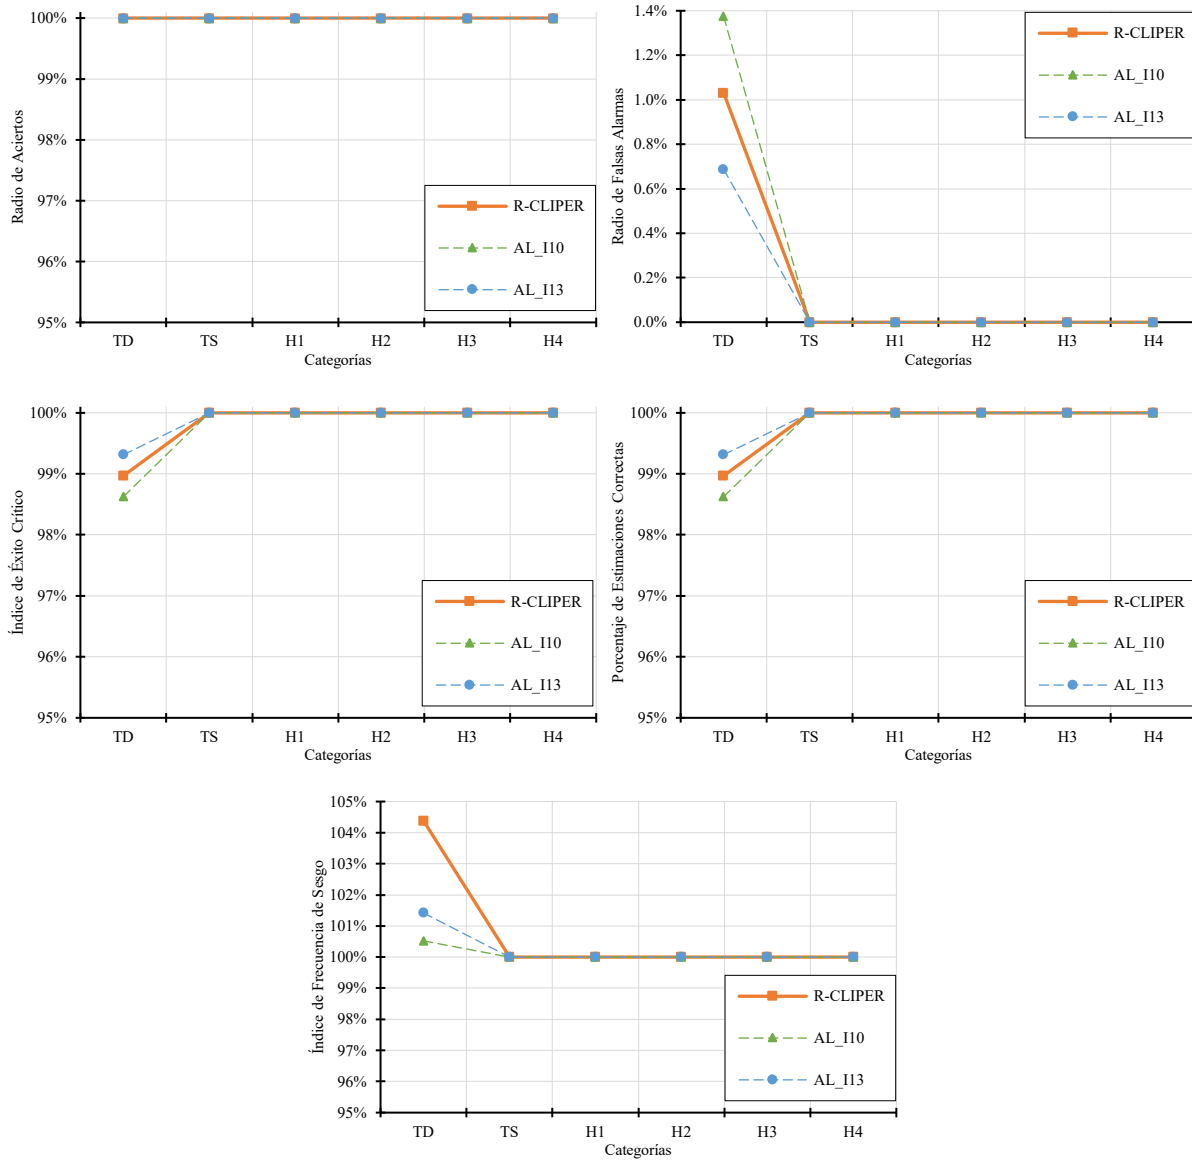 Radio de Aciertos
100%
99%
98%
97%
96%
95%
R-CLIPER
AL_I10
AL_I13
TD TS H1 H2 H3 H4
Categorías
Radio de Falsas Alarmas
1.4%
1.2%
1.0%
0.8%
0.6%
0.4%
0.2%
0.0%
R-CLIPER
AL_I10
AL_I13
TD TS H1 H2 H3 H4
Categorías
Índice de Éxito Crítico
100%
99%
98%
97%
96%
95%
R-CLIPER
AL_I10
AL_I13
TD TS H1 H2 H3 H4
Categorías
Porcentaje de Estimaciones Correctas
100%
99%
98%
97%
96%
95%
R-CLIPER
AL_I10
AL_I13
TD TS H1 H2 H3 H4
Categorías
Índice de Frecuencia de Sesgo
105%
104%
103%
102%
101%
100%
99%
98%
97%
96%
95%
R-CLIPER
AL_I10
AL_I13
TD TS H1 H2 H3 H4
Categorías